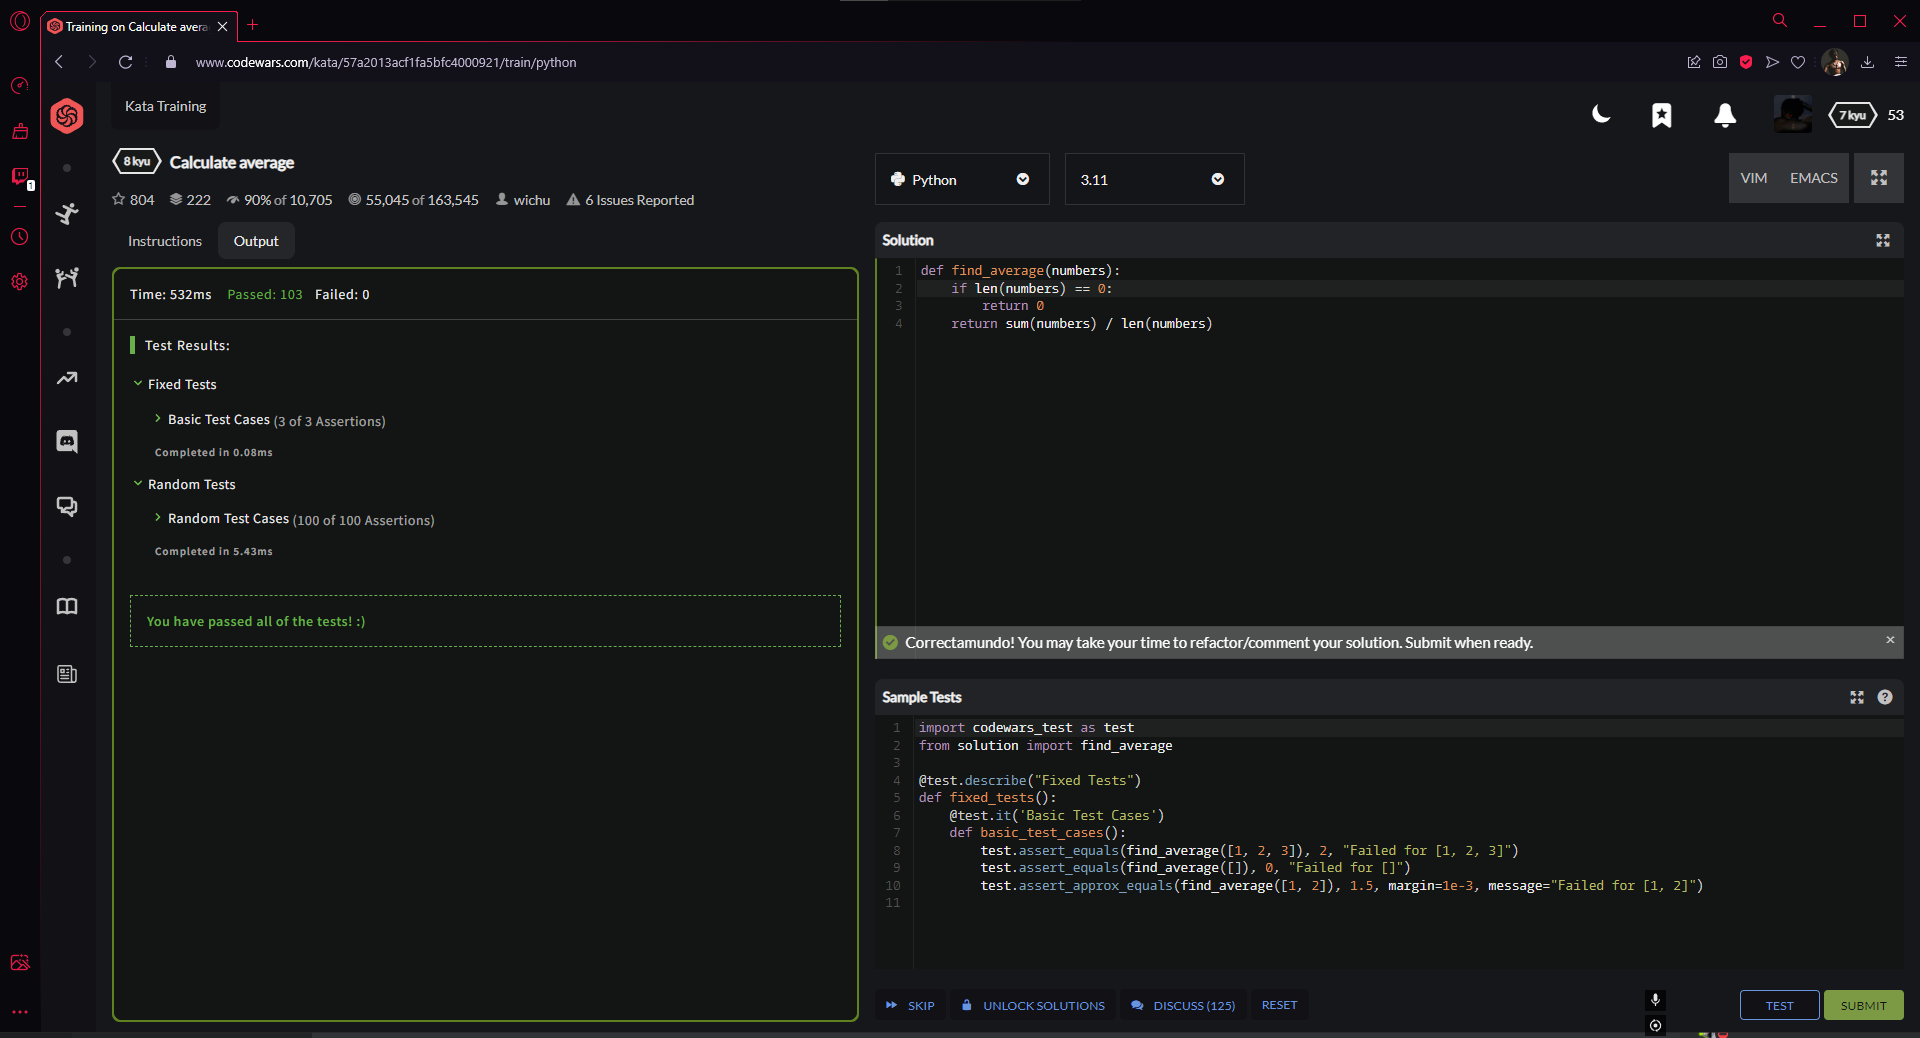 Training on Calculate avera
www.codewars.com/kata/57a2013acf1fa5bfc4000921/train/python
1
Kata Training
7 kyu 53
8 kyu Calculate average
804 222 90% of 10,705 55,045 of 163,545 wichu 6 Issues Reported
Python 3.11
VIM EMACS
Instructions Output
Time: 532ms Passed: 103 Failed: 0
Test Results:
Fixed Tests
Basic Test Cases (3 of 3 Assertions)
Completed in 0.08ms
Random Tests
Random Test Cases (100 of 100 Assertions)
Completed in 5.43ms
You have passed all of the tests! :)
Solution
1 def find_average(numbers):
2     if len(numbers) == 0:
3         return 0
4     return sum(numbers) / len(numbers)
Correctamundo! You may take your time to refactor/comment your solution. Submit when ready.
Sample Tests
1 import codewars_test as test
2 from solution import find_average
3
4 @test.describe("Fixed Tests")
5 def fixed_tests():
6     @test.it('Basic Test Cases')
7     def basic_test_cases():
8         test.assert_equals(find_average([1, 2, 3]), 2, "Failed for [1, 2, 3]")
9         test.assert_equals(find_average([]), 0, "Failed for []")
10         test.assert_approx_equals(find_average([1, 2]), 1.5, margin=1e-3, message="Failed for [1, 2]")
11
SKIP UNLOCK SOLUTIONS DISCUSS (125) RESET TEST SUBMIT